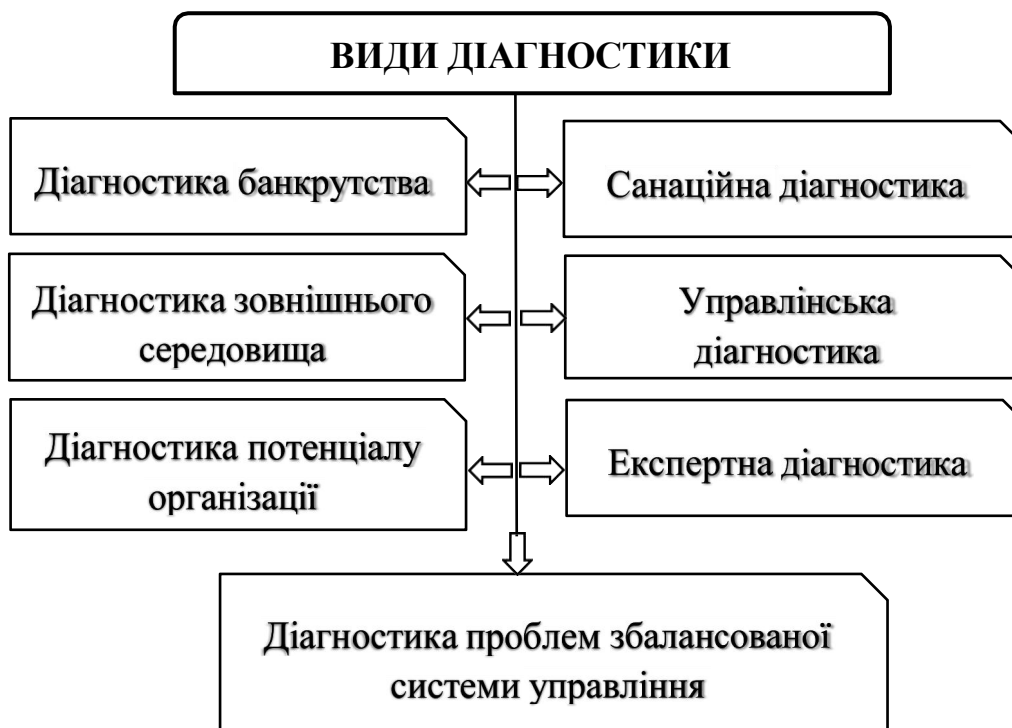 ВИДИ ДІАГНОСТИКИ
Діагностика банкрутства
Санаційна діагностика
Діагностика зовнішнього
середовища
Управлінська
діагностика
Діагностика потенціалу
організації
Експертна діагностика
Діагностика проблем збалансованої
системи управління